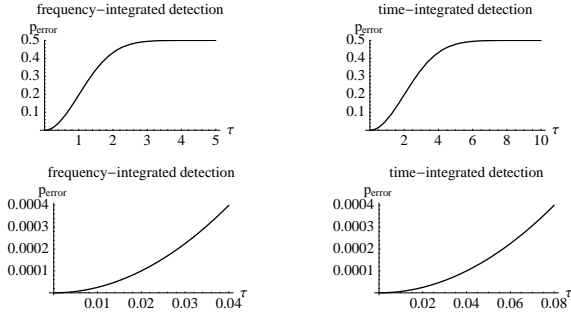 frequency−integrated detection
p_error
0.5
0.4
0.3
0.2
0.1
1 2 3 4 5 τ
time−integrated detection
p_error
0.5
0.4
0.3
0.2
0.1
2 4 6 8 10 τ
frequency−integrated detection
p_error
0.0004
0.0003
0.0002
0.0001
0.01 0.02 0.03 0.04 τ
time−integrated detection
p_error
0.0004
0.0003
0.0002
0.0001
0.02 0.04 0.06 0.08 τ